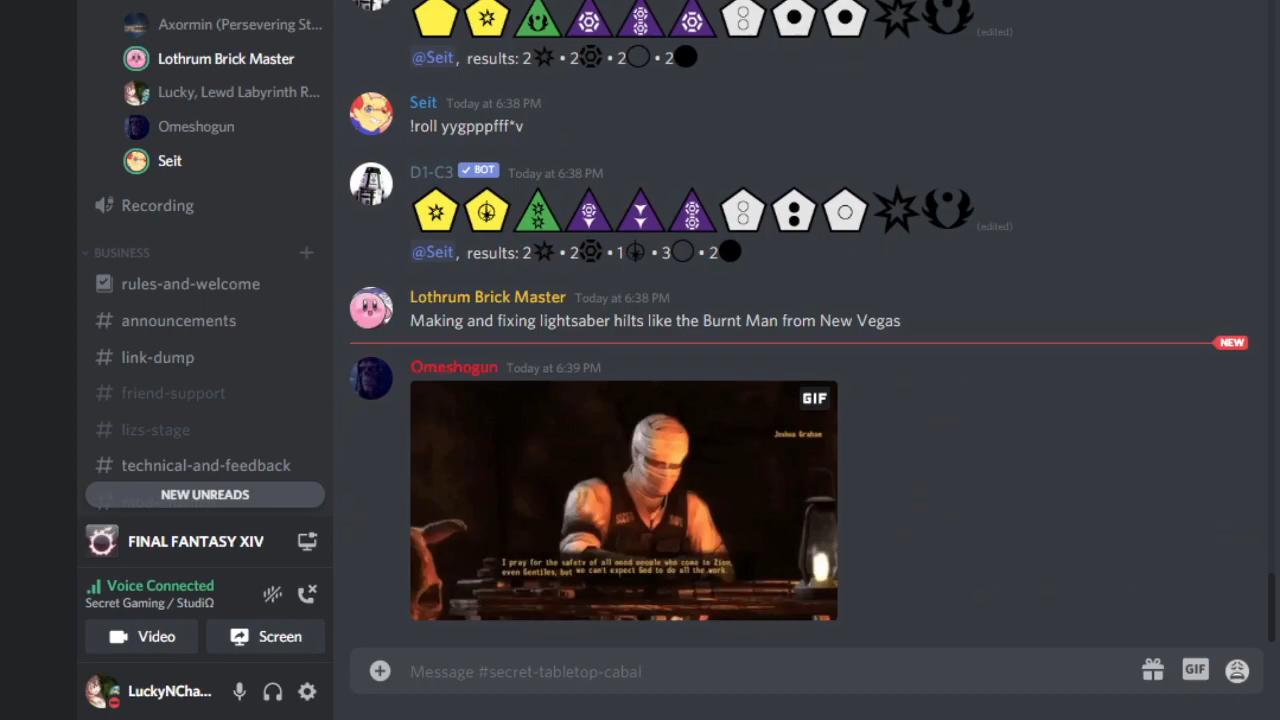 Axormin (Persevering St...
Lothrum Brick Master
Lucky, Lewd Labyrinth R...
Omeshogun
Seit
Recording
BUSINESS
rules-and-welcome
announcements
link-dump
friend-support
lizs-stage
technical-and-feedback
NEW UNREADS
FINAL FANTASY XIV
Voice Connected
Secret Gaming / StudiΩ
Video
Screen
LuckyNCha...
(edited)
@Seit, results: 2 • 2 • 2 • 2
Seit Today at 6:38 PM
!roll yygpppfff*v
D1-C3 BOT Today at 6:38 PM
(edited)
@Seit, results: 2 • 2 • 1 • 3 • 2
Lothrum Brick Master Today at 6:38 PM
Making and fixing lightsaber hilts like the Burnt Man from New Vegas
NEW
Omeshogun Today at 6:39 PM
GIF
Joshua Graham
I pray for the safety of all good people who come to Zion,
even Gentiles, but we can't expect God to do all the work.
Message #secret-tabletop-cabal
GIF